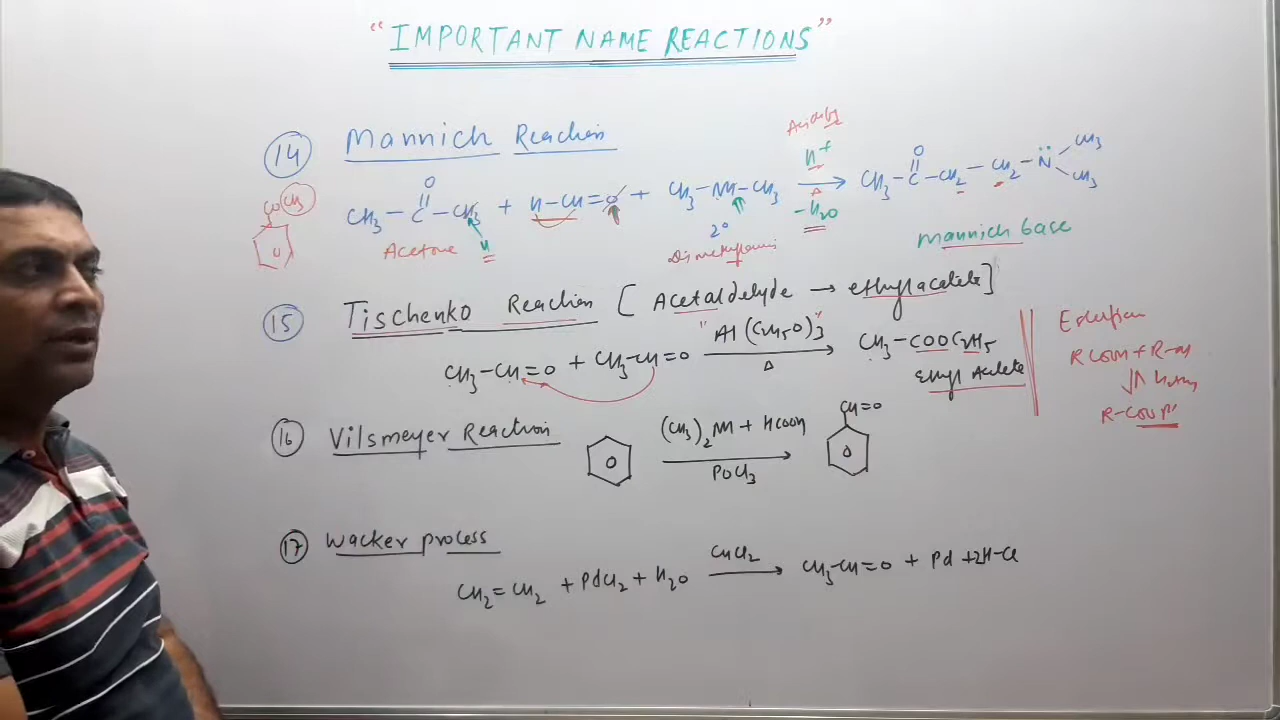 “IMPORTANT NAME REACTIONS”
14 Mannich Reaction
Acidity
O H+ O CH3
COCH3 CH3-C-CH3 + H-CH=O + CH3-NH-CH3 → CH3-C-CH2-CH2-N
Δ CH3
-H2O
H 2°
Acetone Dimethylamine Mannich base
15 Tischenko Reaction [Acetaldehyde → ethyl acetate]
"Al(C2H5O)3"
CH3-CH=O + CH3-CH=O → CH3-COOC2H5
Δ
Ethyl Acetate
RCOOH + R-OH
16 Vilsmeyer Reaction
(CH3)2NH + HCOOH CH=O
POCl3
17 Wacker process
CuCl2
CH2=CH2 + PdCl2 + H2O → CH3-CH=O + Pd + 2H-Cl